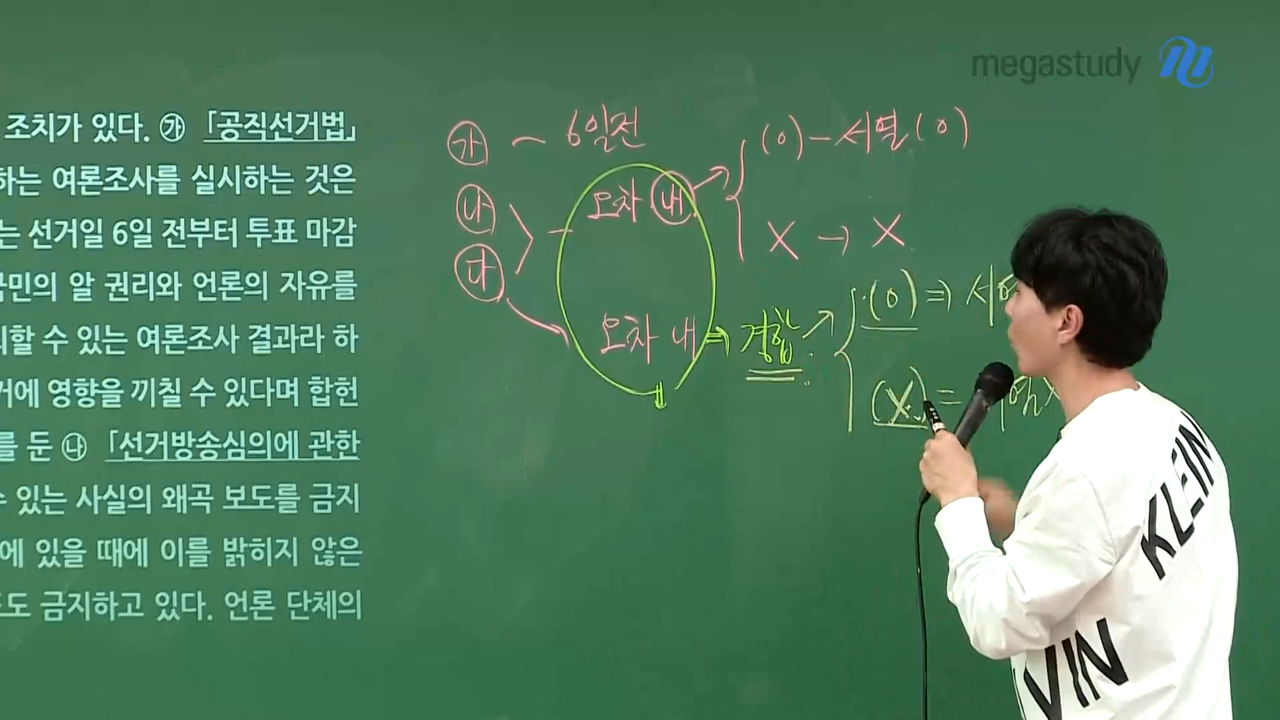 megastudy
조치가 있다. ㉮ 「공직선거법」
하는 여론조사를 실시하는 것은
는 선거일 6일 전부터 투표 마감
국민의 알 권리와 언론의 자유를
의할 수 있는 여론조사 결과라 하
거에 영향을 끼칠 수 있다며 합헌
를 둔 ㉯ 「선거방송심의에 관한
수 있는 사실의 왜곡 보도를 금지
에 있을 때에 이를 밝히지 않은
도 금지하고 있다. 언론 단체의
㉮ ~ 6일전
㉯
㉰
오차 내
오차 내 ⇒ 경합
(O) - 서열(O)
X → X
(O) ⇒
(X) =
KLEIN
VIN